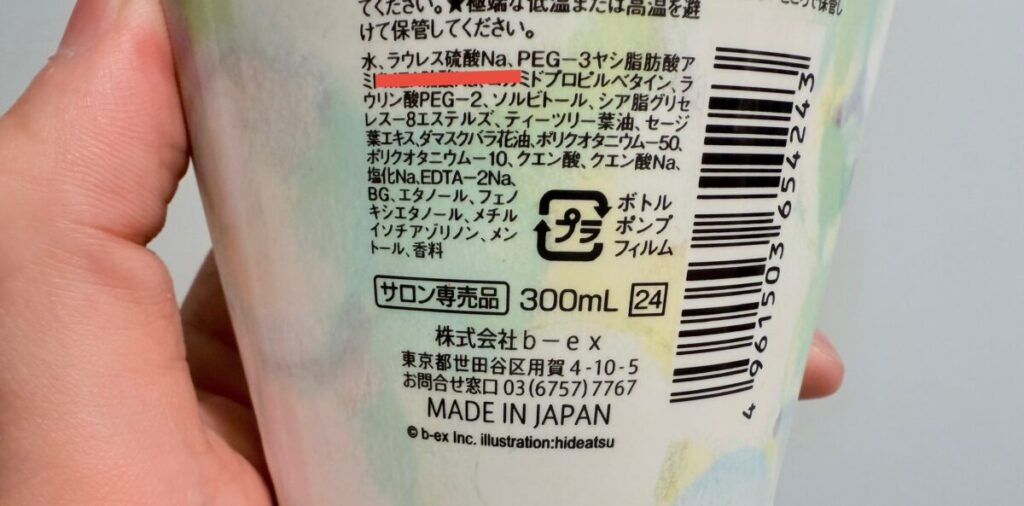 てください。★極端な低温または高温を避
けて保管してください。
水、ラウレス硫酸Na、PEG－3ヤシ脂肪酸ア
ミドプロピルベタイン、ラ
ウリン酸PEG－2、ソルビトール、シア脂グリセ
レス－8エステルズ、ティーツリー葉油、セージ
葉エキス、ダマスクバラ花油、ポリクオタニウム－50、
ポリクオタニウム－10、クエン酸、クエン酸Na、
塩化Na、EDTA－2Na、
BG、エタノール、フェノ
キシエタノール、メチル
イソチアゾリノン、メン
トール、香料
プラ
ボトル
ポンプ
フィルム
サロン専売品 300mL 24
株式会社b－ex
東京都世田谷区用賀4-10-5
お問合せ窓口 03(6757)7767
MADE IN JAPAN
© b-ex Inc. illustration:hideatsu
4961503654243